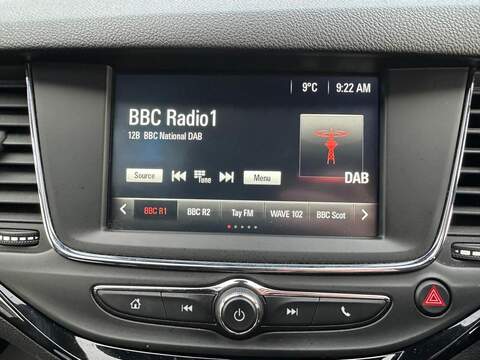 9°C 9:22 AM
BBC Radio1
12B BBC National DAB
Source Tune Menu
DAB
BBC R1 BBC R2 Tay FM WAVE 102 BBC Scot